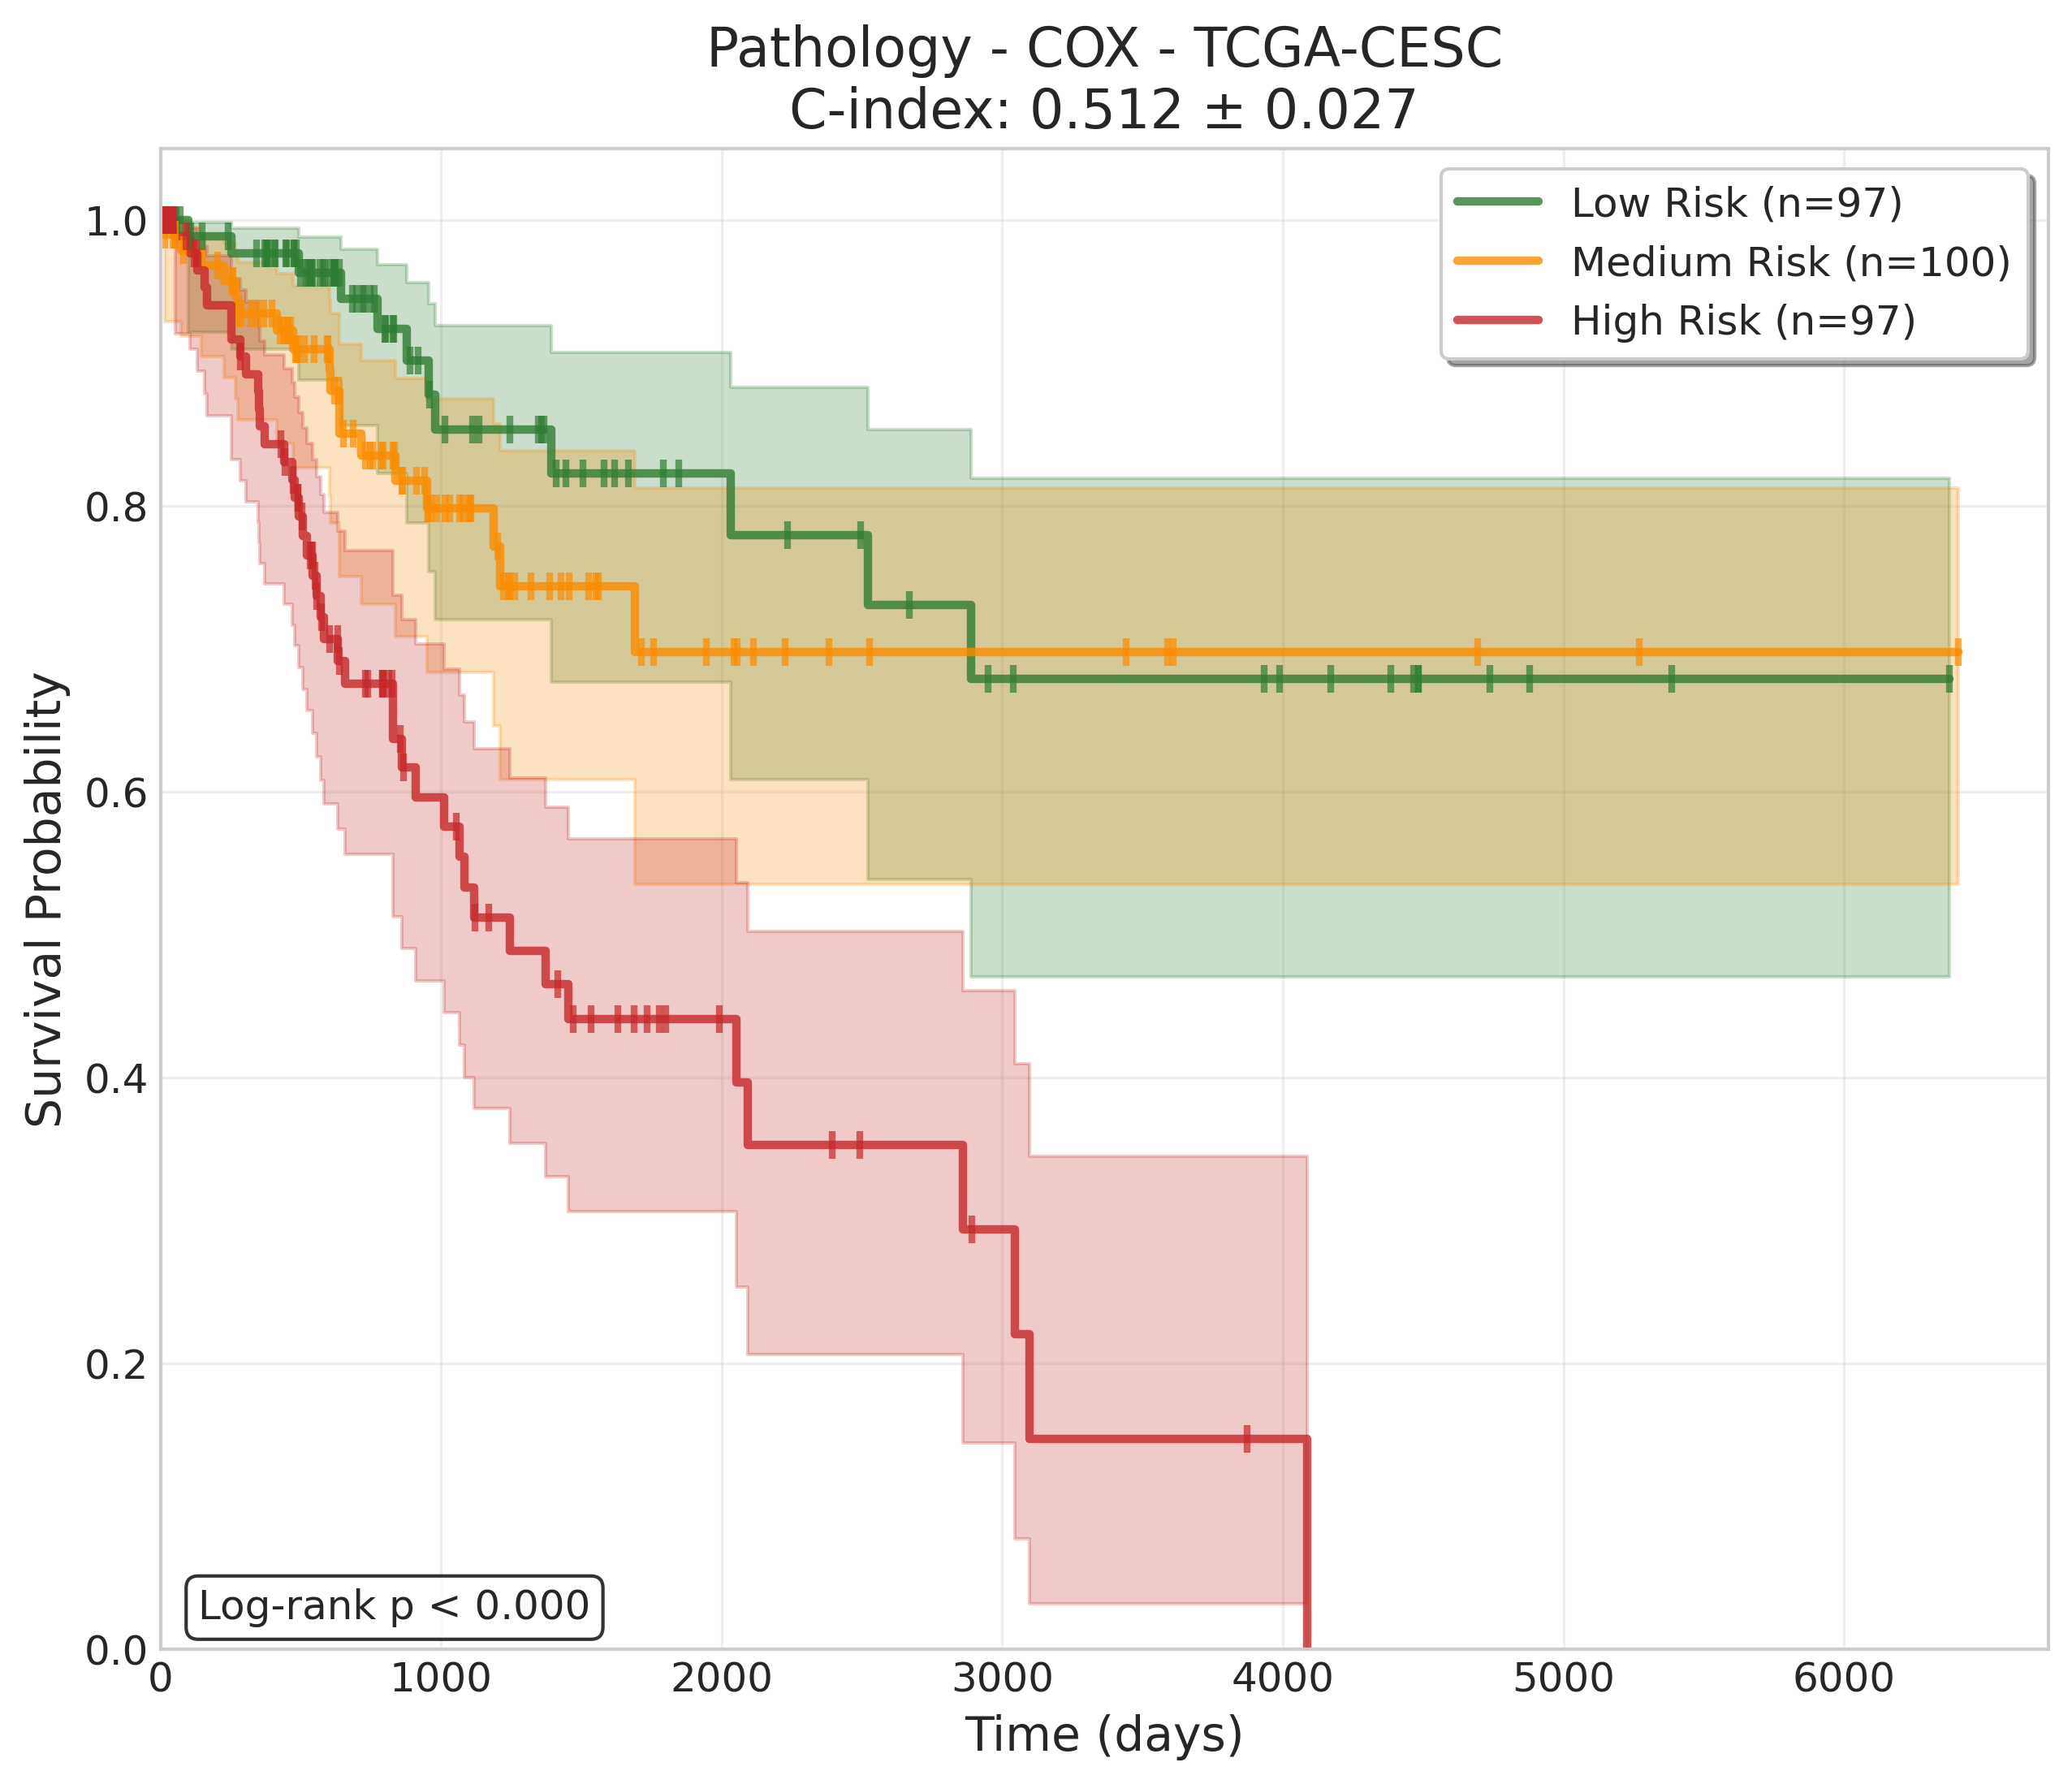 Pathology - COX - TCGA-CESC
C-index: 0.512 ± 0.027
Low Risk (n=97)
Medium Risk (n=100)
High Risk (n=97)
Survival Probability
1.0
0.8
0.6
0.4
0.2
0.0
Log-rank p < 0.000
0 1000 2000 3000 4000 5000 6000
Time (days)